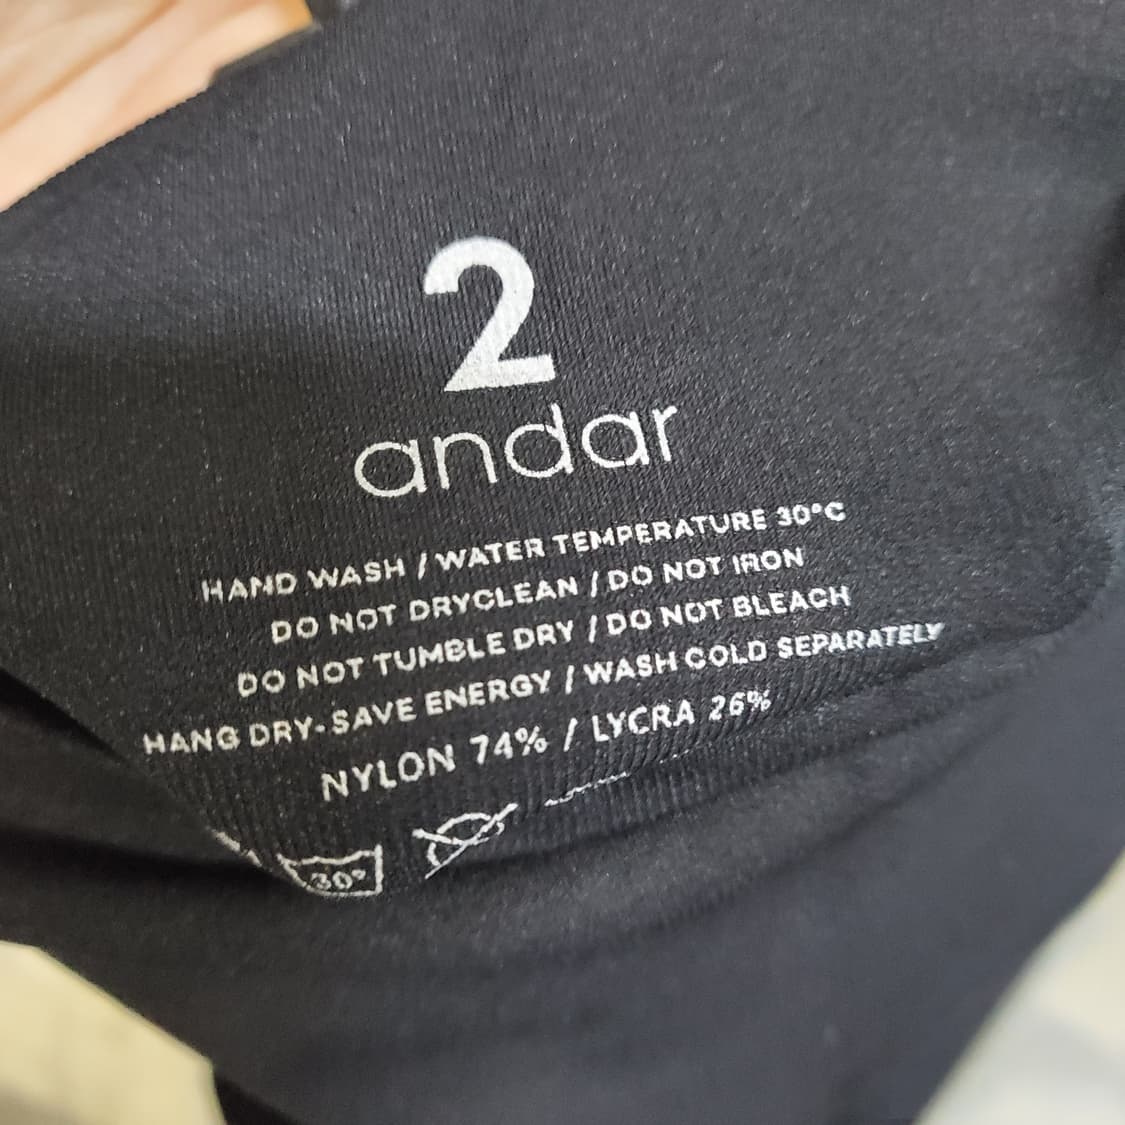 2
andar
HAND WASH / WATER TEMPERATURE 30°C
DO NOT DRYCLEAN / DO NOT IRON
DO NOT TUMBLE DRY / DO NOT BLEACH
HANG DRY-SAVE ENERGY / WASH COLD SEPARATELY
NYLON 74% / LYCRA 26%
30°